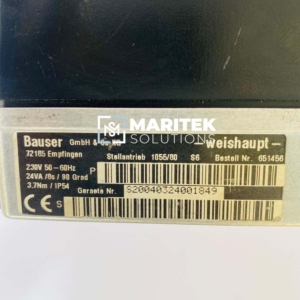 MARITEK
SOLUTIONS
Bauser GmbH & Co KG -weishaupt-
72185 Empfingen
Stellantrieb 1055/80 S6 Bestell Nr. 651456
230V 50-60Hz
24VA /8s / 90 Grad
P
3.7Nm / IP54
Geraete Nr. S20040324001849
CE S